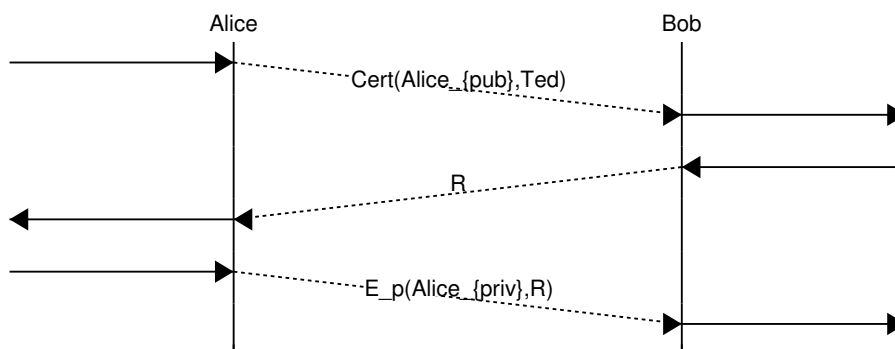 Alice
Bob
Cert(Alice_{pub},Ted)
R
E_p(Alice_{priv},R)